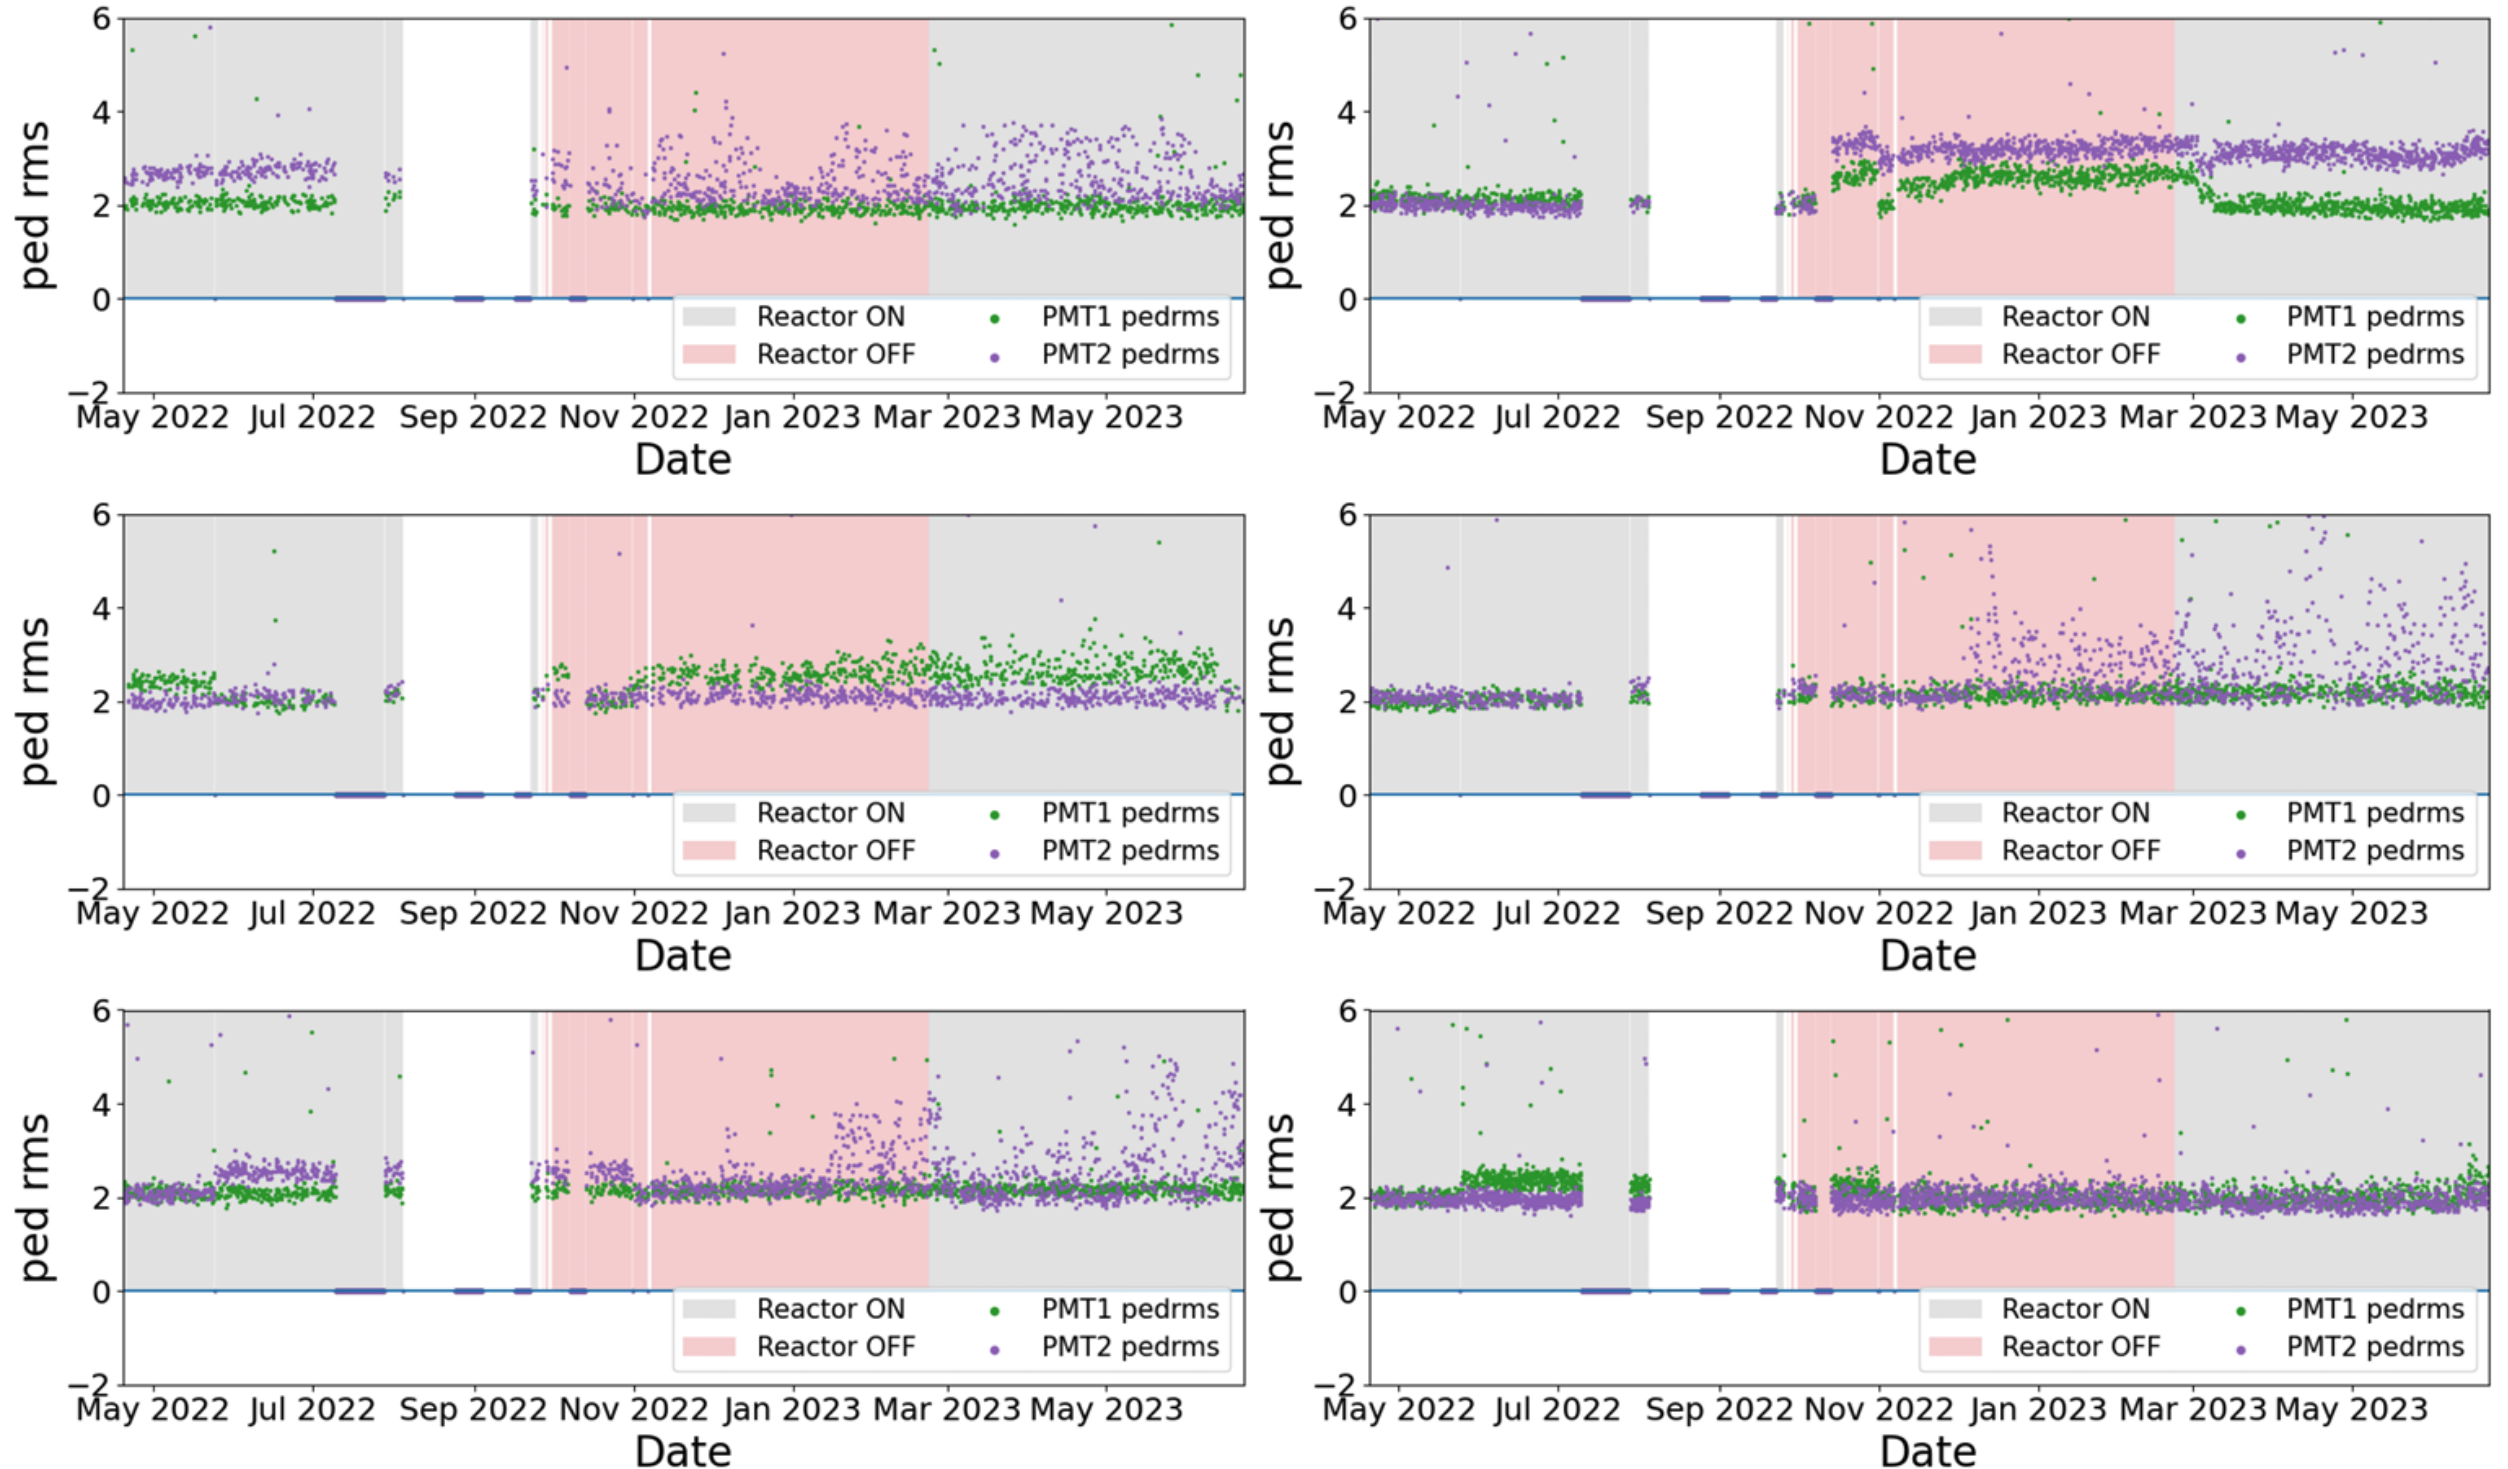 6
4
2
0
−2
ped rms
May 2022 Jul 2022 Sep 2022 Nov 2022 Jan 2023 Mar 2023 May 2023
Date
Reactor ON PMT1 pedrms
Reactor OFF PMT2 pedrms
6
4
2
0
−2
ped rms
May 2022 Jul 2022 Sep 2022 Nov 2022 Jan 2023 Mar 2023 May 2023
Date
Reactor ON PMT1 pedrms
Reactor OFF PMT2 pedrms
6
4
2
0
−2
ped rms
May 2022 Jul 2022 Sep 2022 Nov 2022 Jan 2023 Mar 2023 May 2023
Date
Reactor ON PMT1 pedrms
Reactor OFF PMT2 pedrms
6
4
2
0
−2
ped rms
May 2022 Jul 2022 Sep 2022 Nov 2022 Jan 2023 Mar 2023 May 2023
Date
Reactor ON PMT1 pedrms
Reactor OFF PMT2 pedrms
6
4
2
0
−2
ped rms
May 2022 Jul 2022 Sep 2022 Nov 2022 Jan 2023 Mar 2023 May 2023
Date
Reactor ON PMT1 pedrms
Reactor OFF PMT2 pedrms
6
4
2
0
−2
ped rms
May 2022 Jul 2022 Sep 2022 Nov 2022 Jan 2023 Mar 2023 May 2023
Date
Reactor ON PMT1 pedrms
Reactor OFF PMT2 pedrms